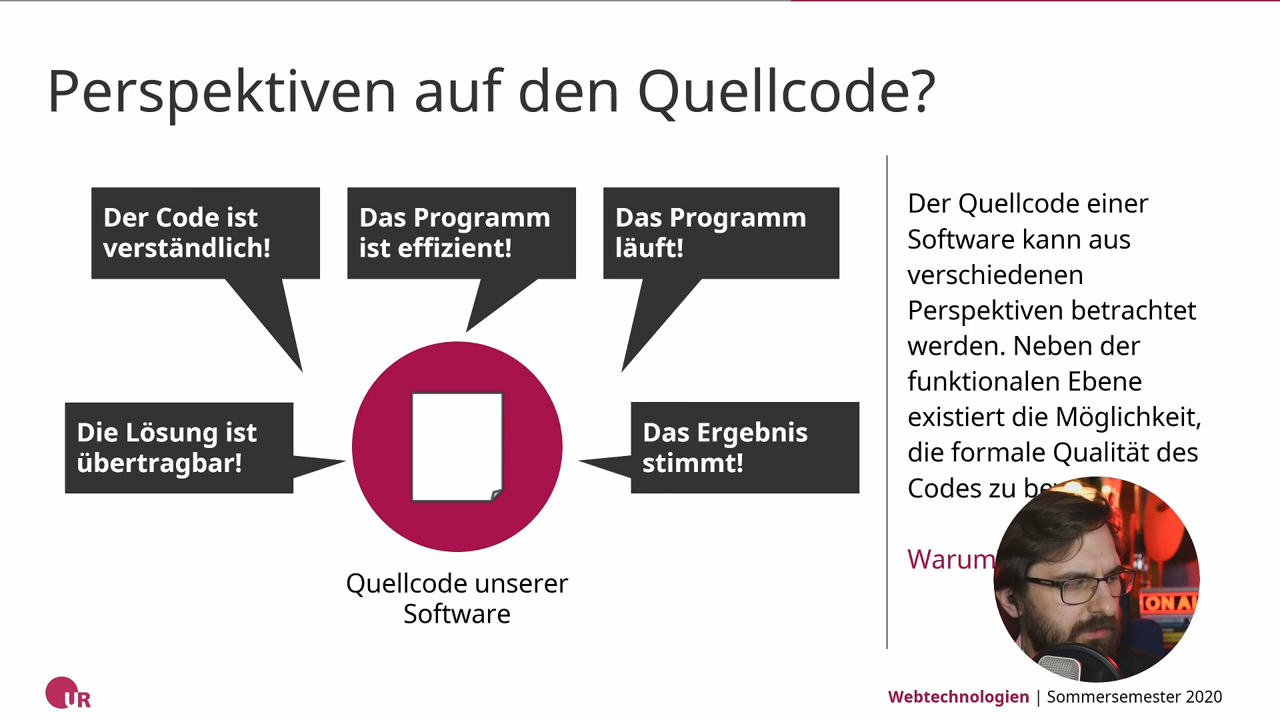 Perspektiven auf den Quellcode?
Der Code ist
verständlich!
Das Programm
ist effizient!
Das Programm
läuft!
Die Lösung ist
übertragbar!
Das Ergebnis
stimmt!
Quellcode unserer
Software
Der Quellcode einer
Software kann aus
verschiedenen
Perspektiven betrachtet
werden. Neben der
funktionalen Ebene
existiert die Möglichkeit,
die formale Qualität des
Codes zu
Warum
ON A
UR
Webtechnologien | Sommersemester 2020